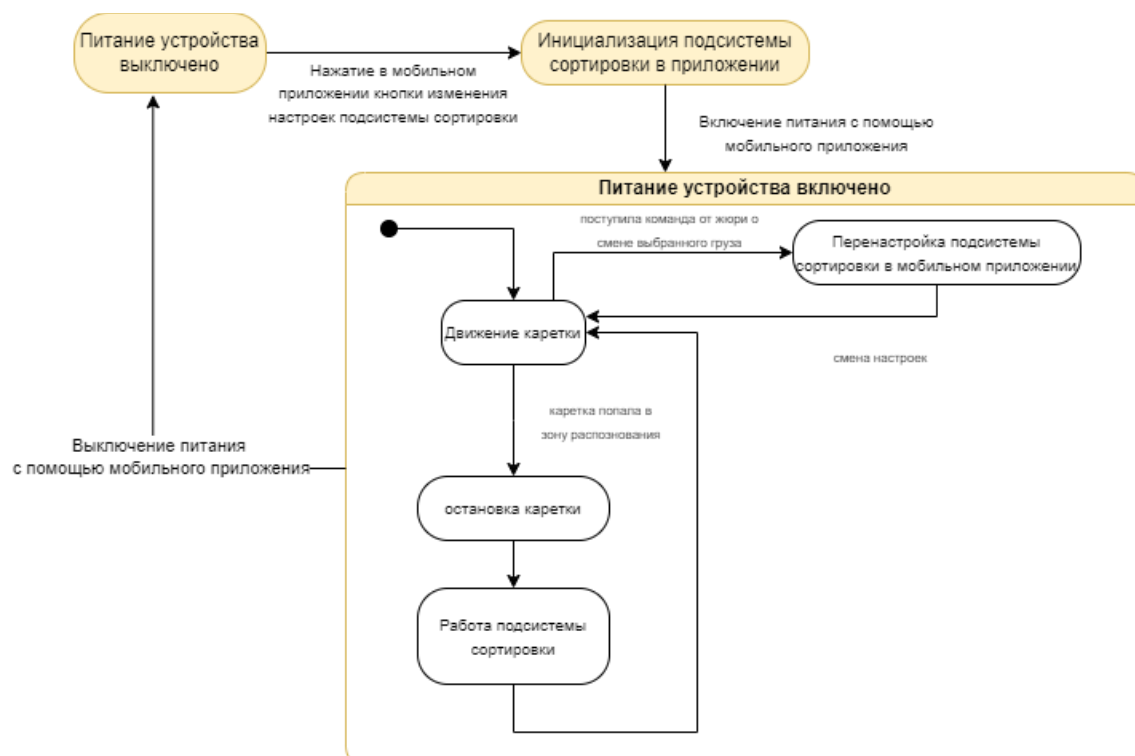 Питание устройства
выключено
Нажатие в мобильном
приложении кнопки изменения
настроек подсистемы сортировки
Инициализация подсистемы
сортировки в приложении
Включение питания с помощью
мобильного приложения
Питание устройства включено
поступила команда от жюри о
смене выбранного груза
Перенастройка подсистемы
сортировки в мобильном приложении
Движение каретки
смена настроек
каретка попала в
зону распознования
Выключение питания
с помощью мобильного приложения
остановка каретки
Работа подсистемы
сортировки